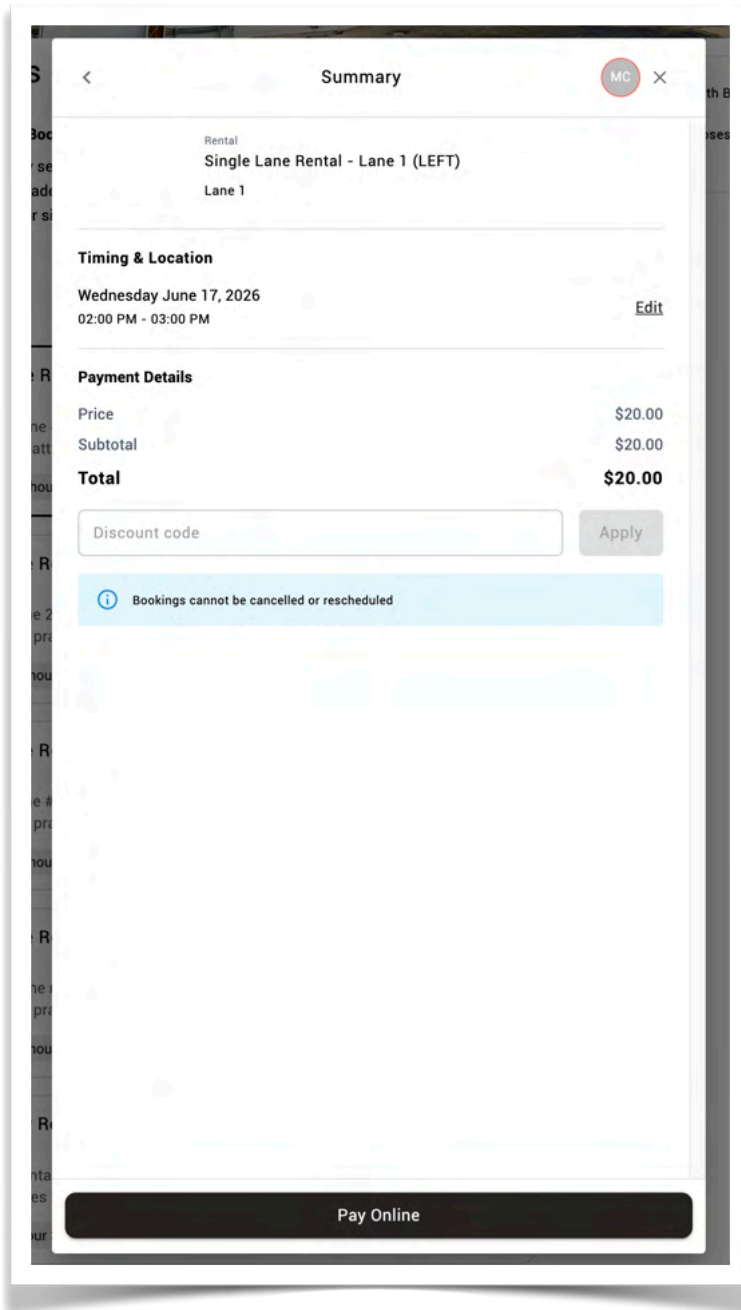 Summary
MC
Rental
Single Lane Rental - Lane 1 (LEFT)
Lane 1
Timing & Location
Wednesday June 17, 2026
02:00 PM - 03:00 PM
Edit
Payment Details
Price $20.00
Subtotal $20.00
Total $20.00
Discount code Apply
Bookings cannot be cancelled or rescheduled
Pay Online